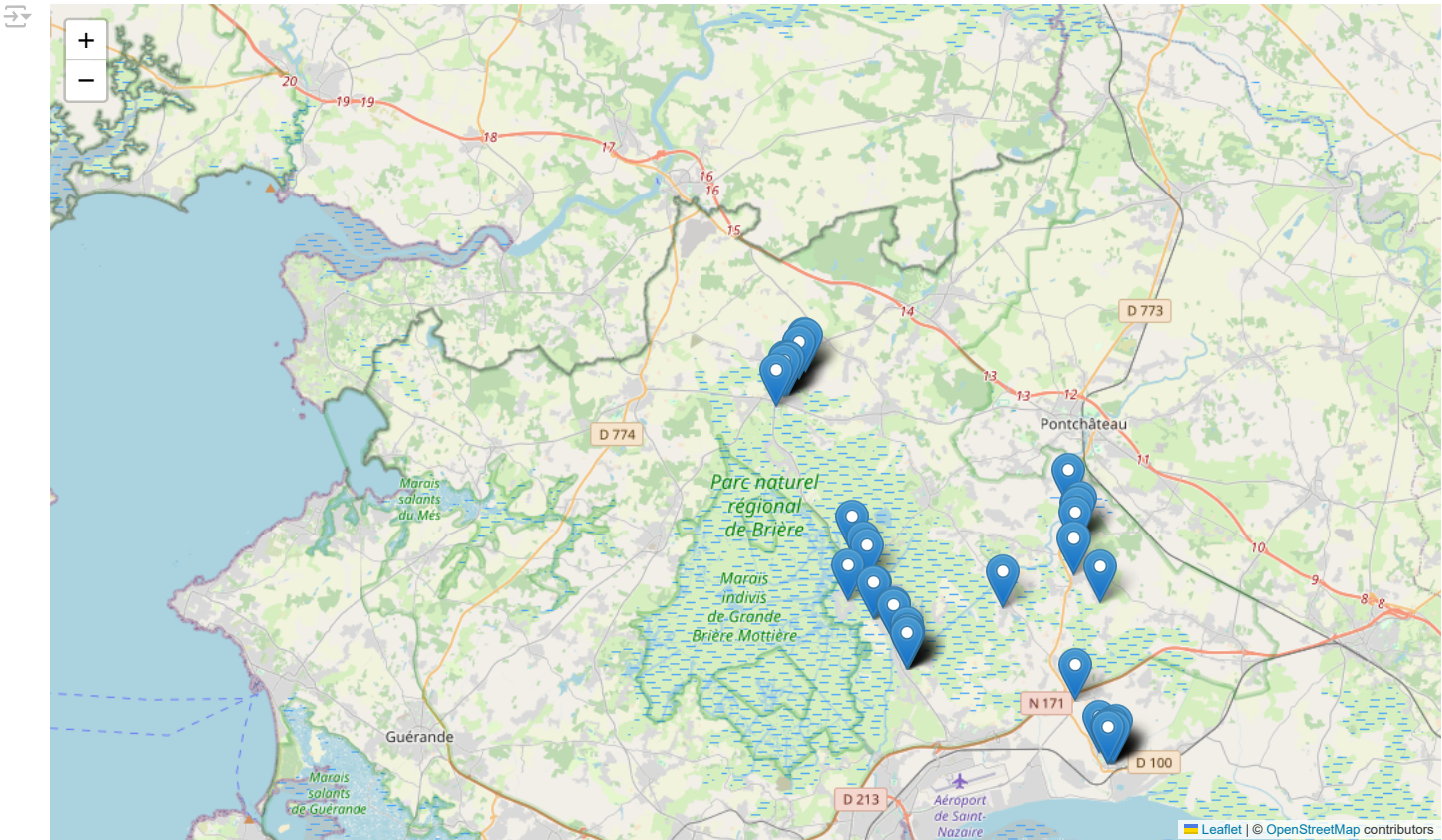 +
−
20
19
19
18
17
16
16
15
14
D 773
13
13
12
Pontchâteau
D 774
11
Marais
salants
du Més
Parc naturel
régional
de Brière
10
Marais
indivis
de Grande
Brière Mottière
9
8
8
N 171
Guérande
D 100
Marais
salants
de Guérande
D 213
Aéroport
de Saint-
Nazaire
Leaflet | © OpenStreetMap contributors